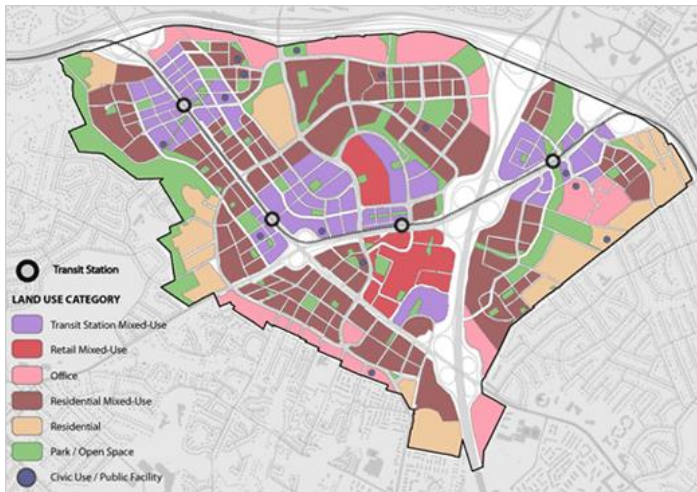 Transit Station
LAND USE CATEGORY
Transit Station Mixed-Use
Retail Mixed-Use
Office
Residential Mixed-Use
Residential
Park / Open Space
Civic Use / Public Facility